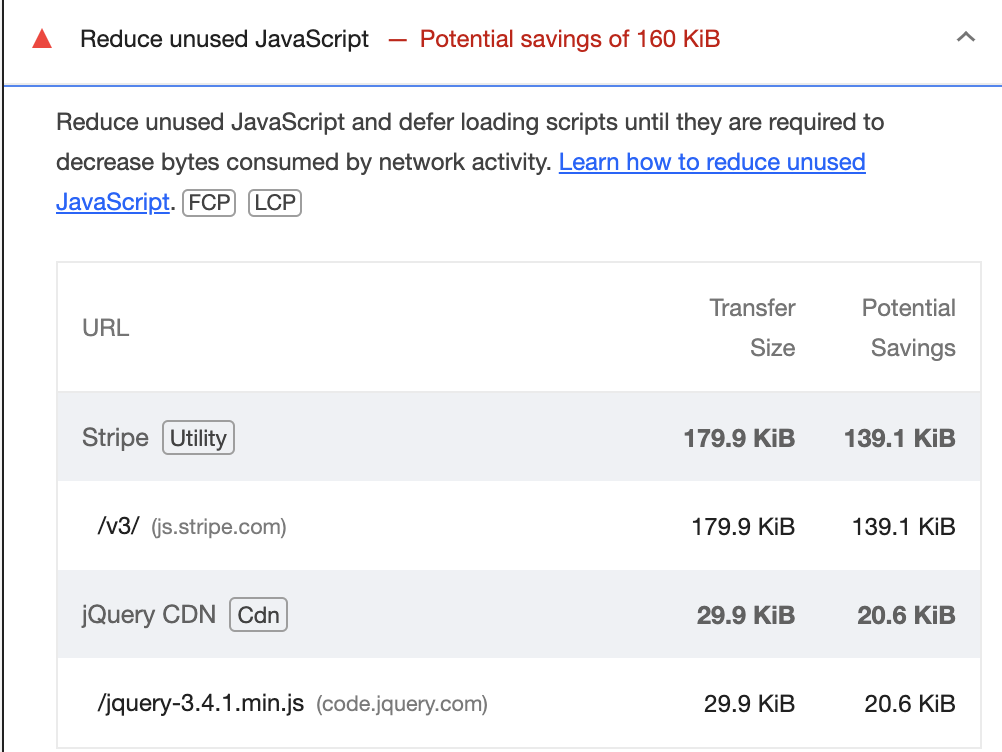 Reduce unused JavaScript — Potential savings of 160 KiB
Reduce unused JavaScript and defer loading scripts until they are required to
decrease bytes consumed by network activity. Learn how to reduce unused
JavaScript. FCP LCP
URL Transfer Size Potential Savings
Stripe Utility 179.9 KiB 139.1 KiB
/v3/ (js.stripe.com) 179.9 KiB 139.1 KiB
jQuery CDN Cdn 29.9 KiB 20.6 KiB
/jquery-3.4.1.min.js (code.jquery.com) 29.9 KiB 20.6 KiB